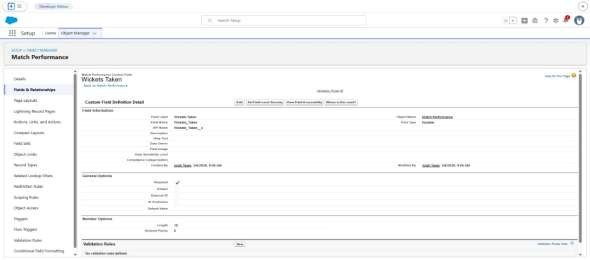 Developer Edition
Search Setup
Setup
Home
Object Manager
SETUP > OBJECT MANAGER
Match Performance
Details
Fields & Relationships
Page Layouts
Lightning Record Pages
Buttons, Links, and Actions
Compact Layouts
Field Sets
Object Limits
Record Types
Related Lookup Filters
Restriction Rules
Scoping Rules
Object Access
Triggers
Flow Triggers
Validation Rules
Conditional Field Formatting
Match Performance Custom Field
Wickets Taken
Back to Match Performance
Help for this Page
Validation Rules [0]
Custom Field Definition Detail
Edit
Set Field-Level Security
View Field Accessibility
Where is this used?
Field Information
Field Label Wickets Taken
Object Name Match Performance
Field Name Wickets_Taken
Data Type Number
API Name Wickets_Taken__c
Description
Help Text
Data Owner
Field Usage
Data Sensitivity Level
Compliance Categorization
Created By
Modified By
General Options
Required
Unique
External ID
AI Prediction
Default Value
Number Options
Length 18
Decimal Places 0
Validation Rules
New
Validation Rules Help
No validation rules defined.